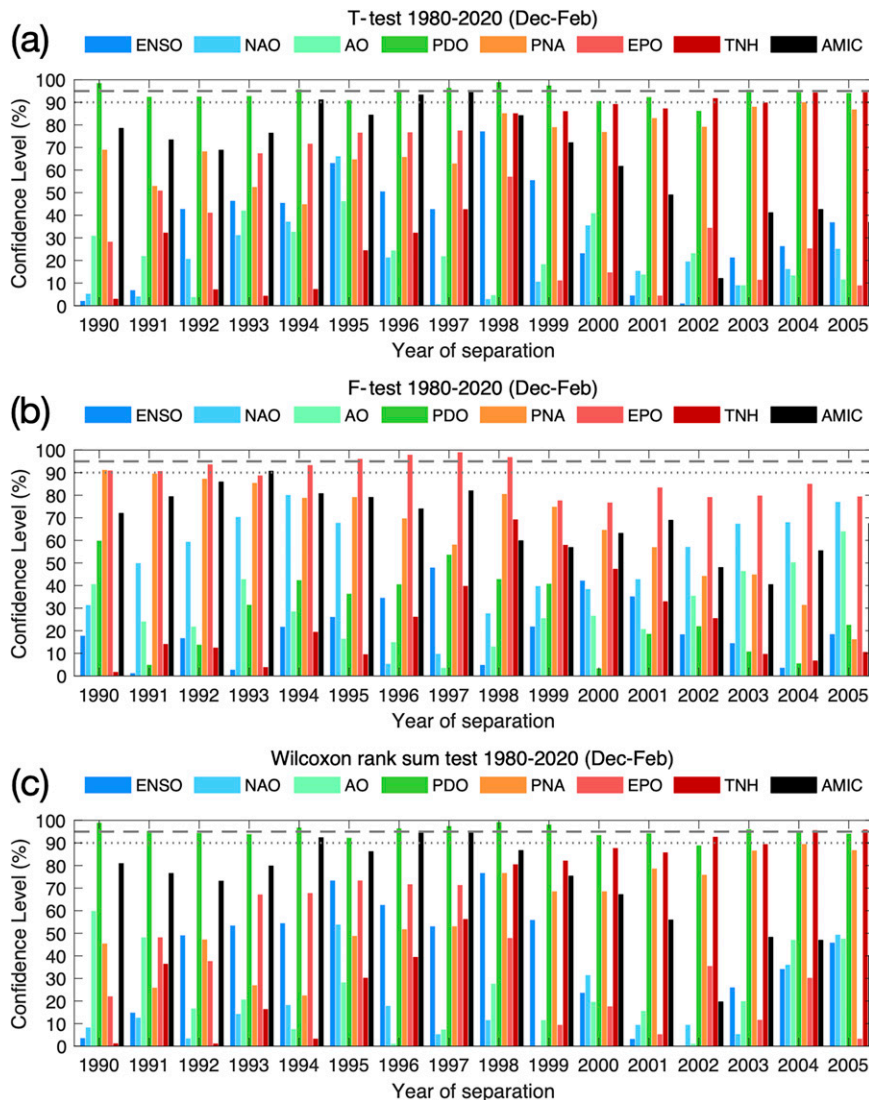 (a)
T-test 1980-2020 (Dec-Feb)
ENSO NAO AO PDO PNA EPO TNH AMIC
Confidence Level (%)
100
90
80
70
60
50
40
30
20
10
0
1990 1991 1992 1993 1994 1995 1996 1997 1998 1999 2000 2001 2002 2003 2004 2005
Year of separation
(b)
F-test 1980-2020 (Dec-Feb)
ENSO NAO AO PDO PNA EPO TNH AMIC
Confidence Level (%)
100
90
80
70
60
50
40
30
20
10
0
1990 1991 1992 1993 1994 1995 1996 1997 1998 1999 2000 2001 2002 2003 2004 2005
Year of separation
(c)
Wilcoxon rank sum test 1980-2020 (Dec-Feb)
ENSO NAO AO PDO PNA EPO TNH AMIC
Confidence Level (%)
100
90
80
70
60
50
40
30
20
10
0
1990 1991 1992 1993 1994 1995 1996 1997 1998 1999 2000 2001 2002 2003 2004 2005
Year of separation